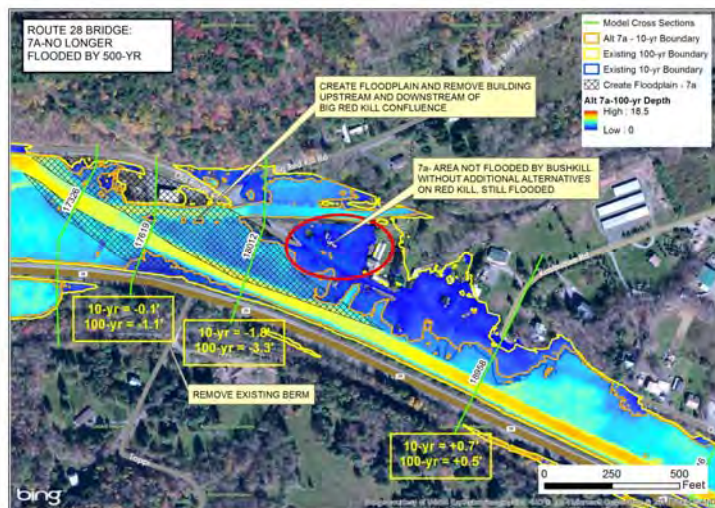 ROUTE 28 BRIDGE:
7A-NO LONGER
FLOODED BY 500-YR
Model Cross Sections
Alt 7a - 10-yr Boundary
Existing 100-yr Boundary
Existing 10-yr Boundary
Create Floodplain - 7a
Alt 7a-100-yr Depth
High : 18.5
Low : 0
CREATE FLOODPLAIN AND REMOVE BUILDING
UPSTREAM AND DOWNSTREAM OF
BIG RED KILL CONFLUENCE
7a- AREA NOT FLOODED BY BUSHKILL
WITHOUT ADDITIONAL ALTERNATIVES
ON RED KILL, STILL FLOODED
17326
17619
18012
18958
10-yr = -0.1'
100-yr = -1.1'
10-yr = -1.8'
100-yr = -3.3'
REMOVE EXISTING BERM
10-yr = +0.7'
100-yr = +0.5'
0 250 500
Feet
bing